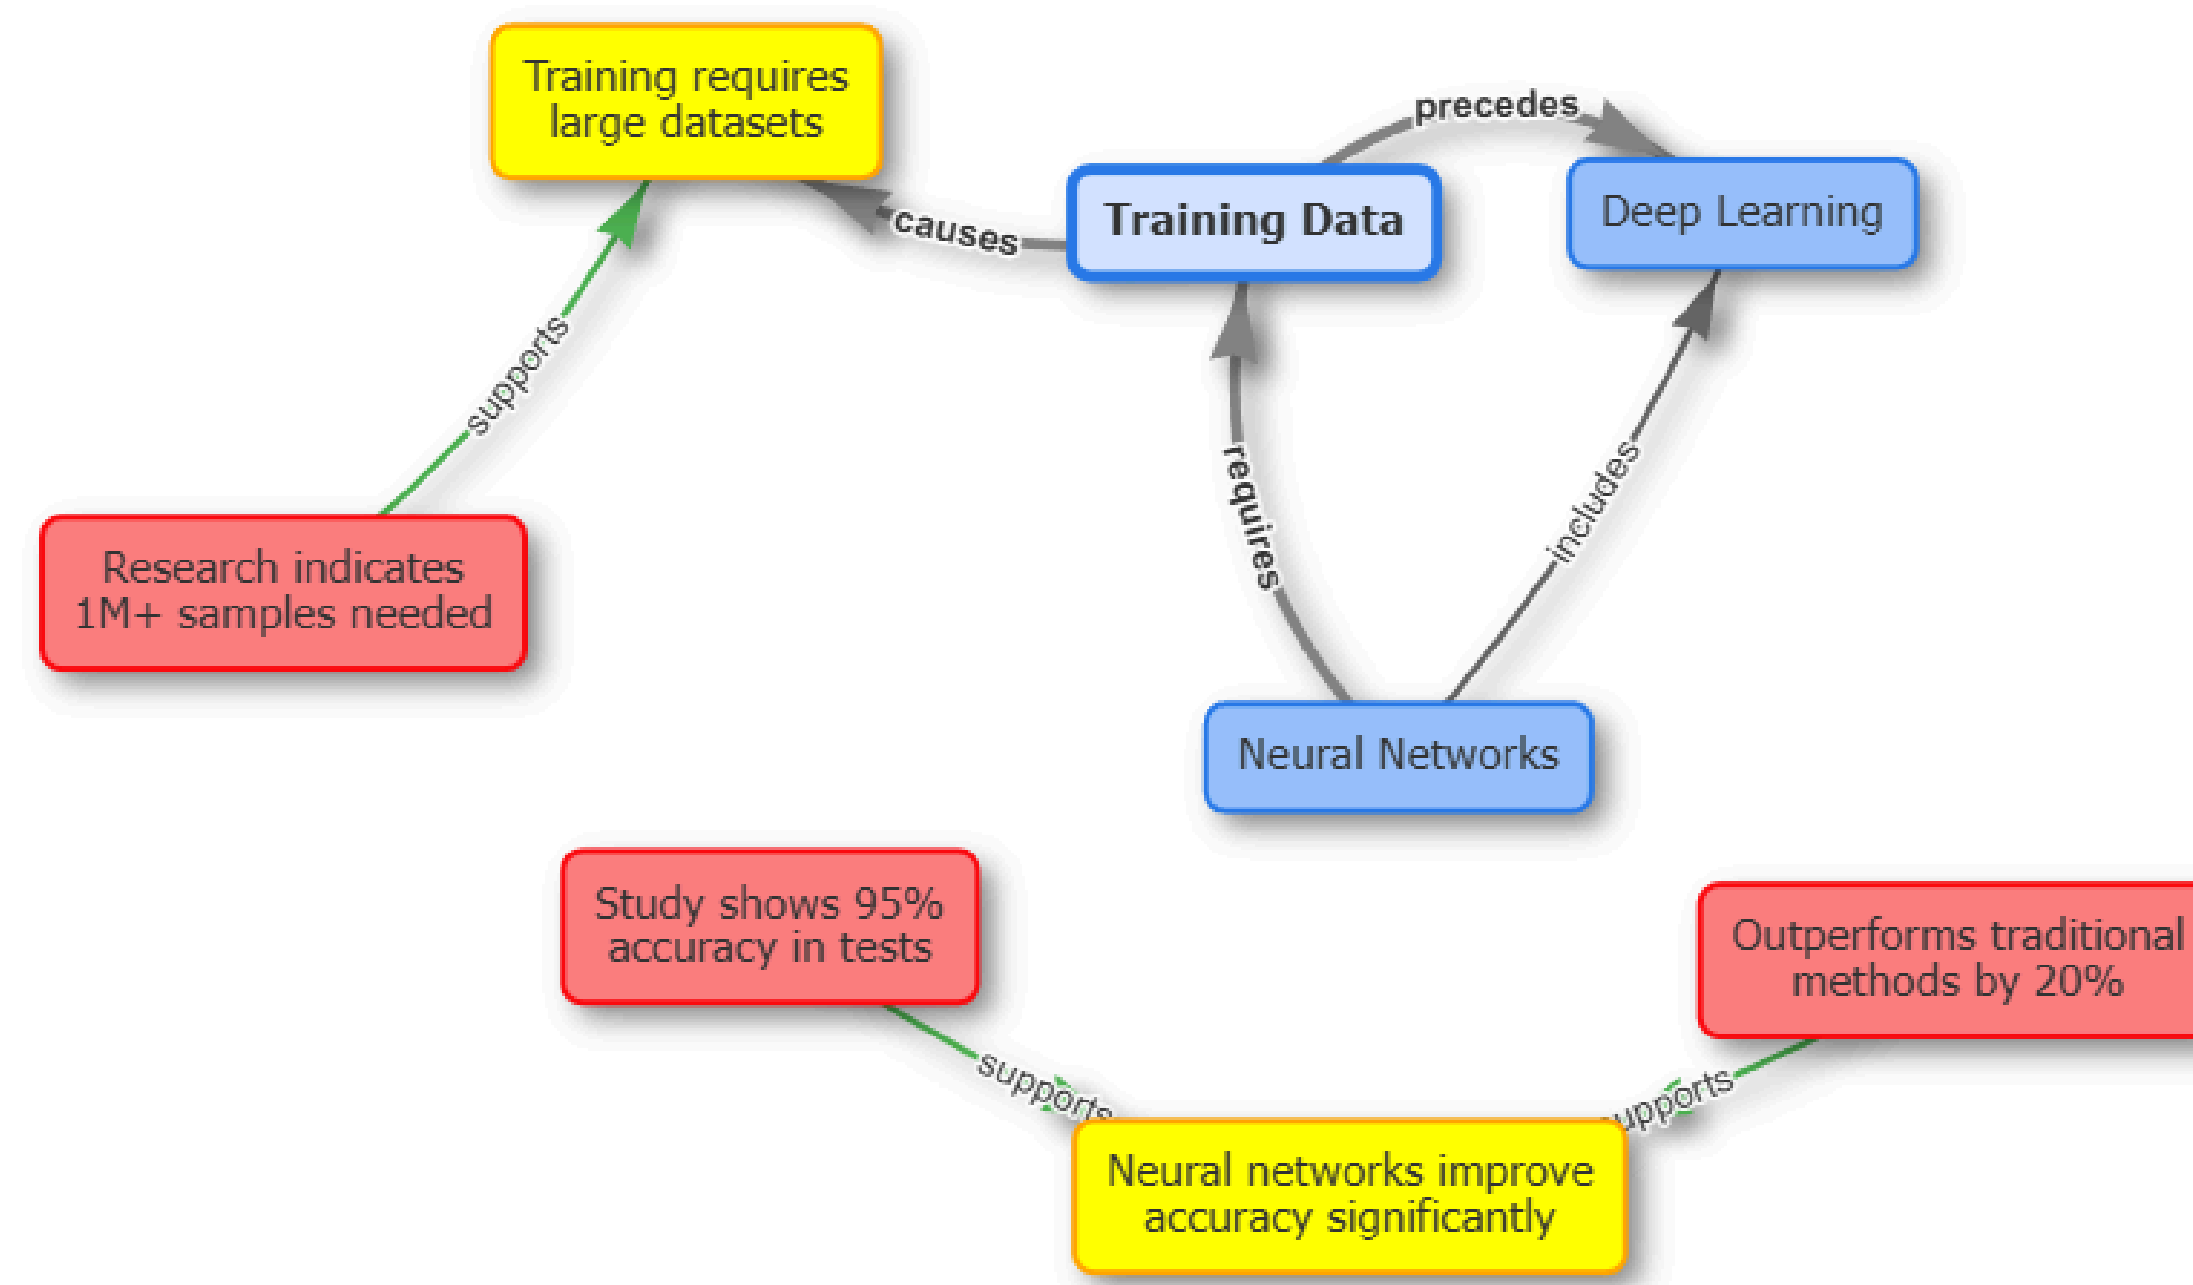 Training requires
large datasets
precedes
Training Data
Deep Learning
causes
supports
requires
includes
Research indicates
1M+ samples needed
Neural Networks
Study shows 95%
accuracy in tests
Outperforms traditional
methods by 20%
supports
upports
Neural networks improve
accuracy significantly